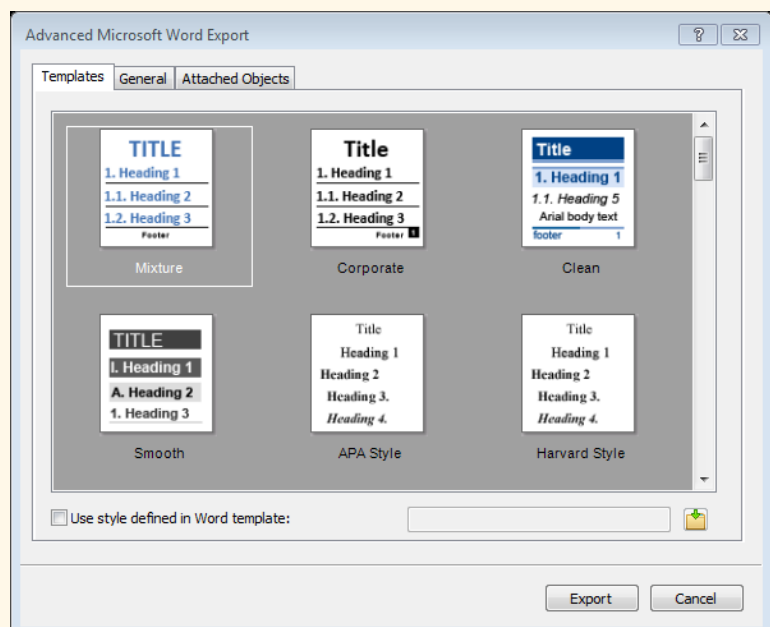 Advanced Microsoft Word Export
Templates General Attached Objects
TITLE
1. Heading 1
1.1. Heading 2
1.2. Heading 3
Footer
Mixture
Title
1. Heading 1
1.1. Heading 2
1.2. Heading 3
Footer 1
Corporate
Title
1. Heading 1
1.1. Heading 5
Arial body text
footer 1
Clean
TITLE
I. Heading 1
A. Heading 2
1. Heading 3
Smooth
Title
Heading 1
Heading 2
Heading 3.
Heading 4.
APA Style
Title
Heading 1
Heading 2
Heading 3.
Heading 4.
Harvard Style
Use style defined in Word template:
Export Cancel